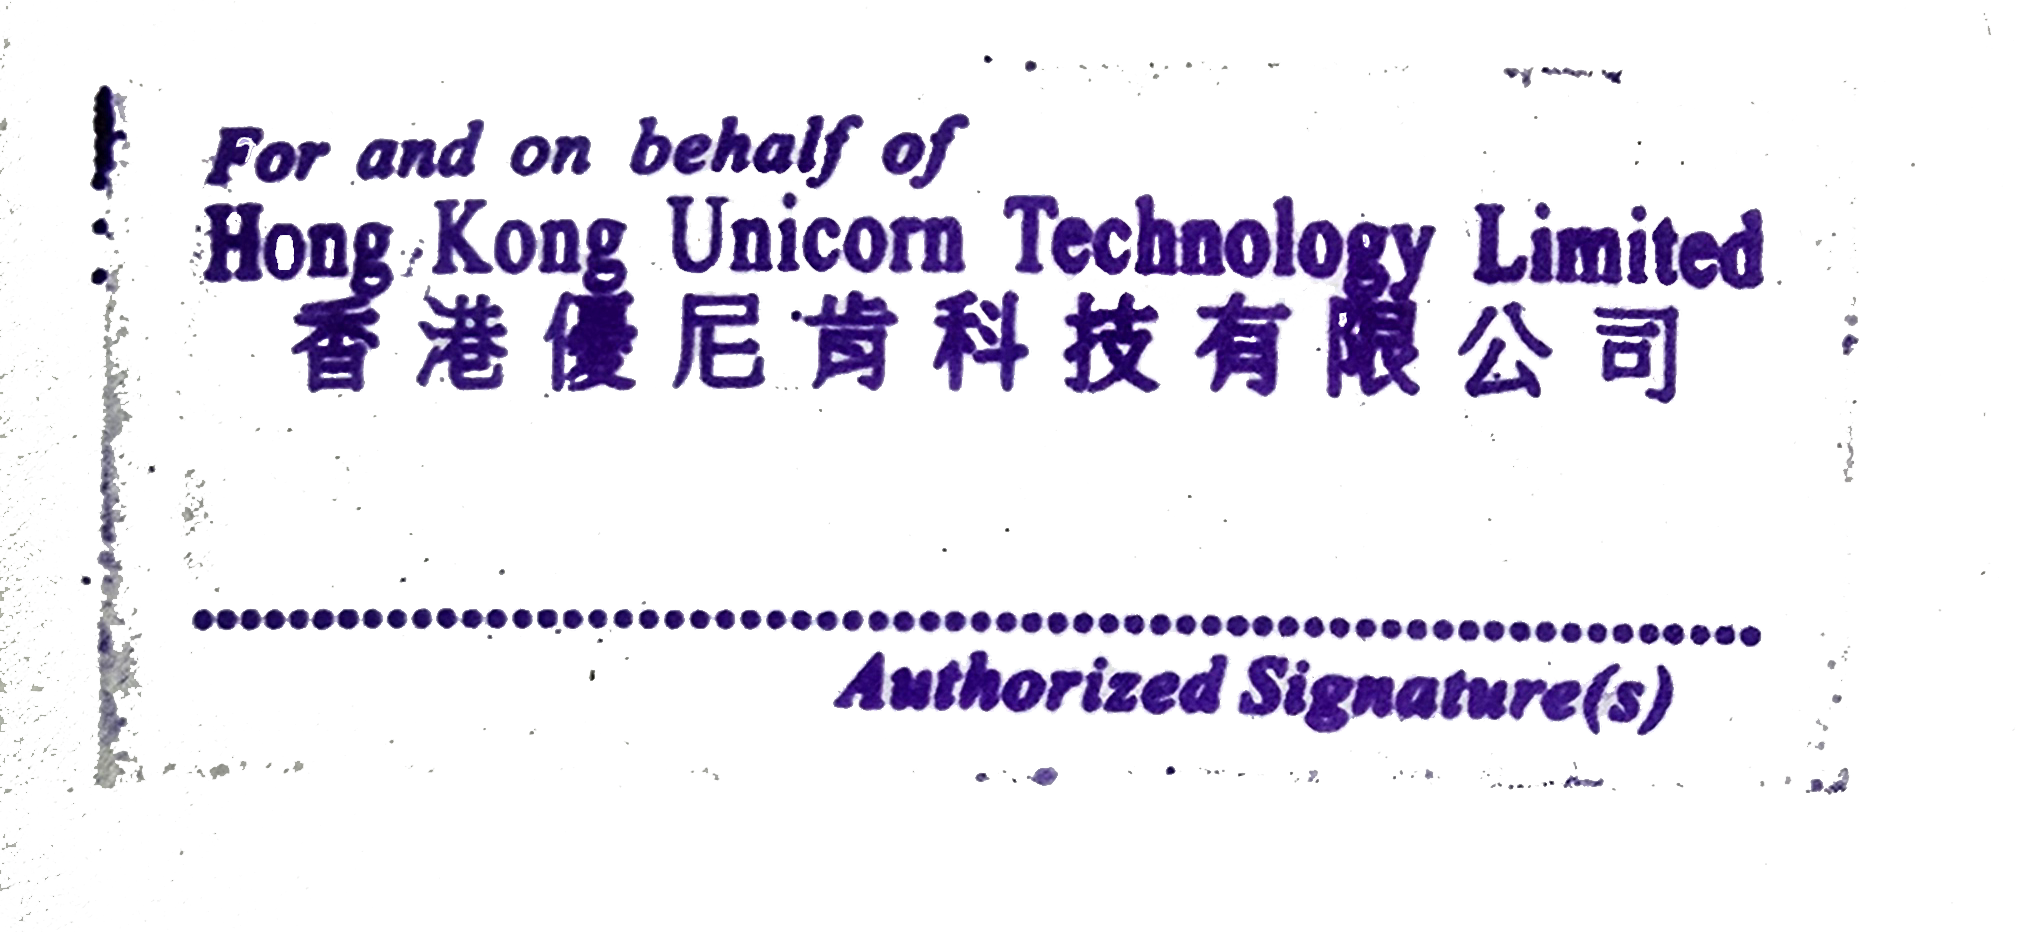 For and on behalf of
Hong Kong Unicorn Technology Limited
香港優尼肯科技有限公司
Authorized Signature(s)